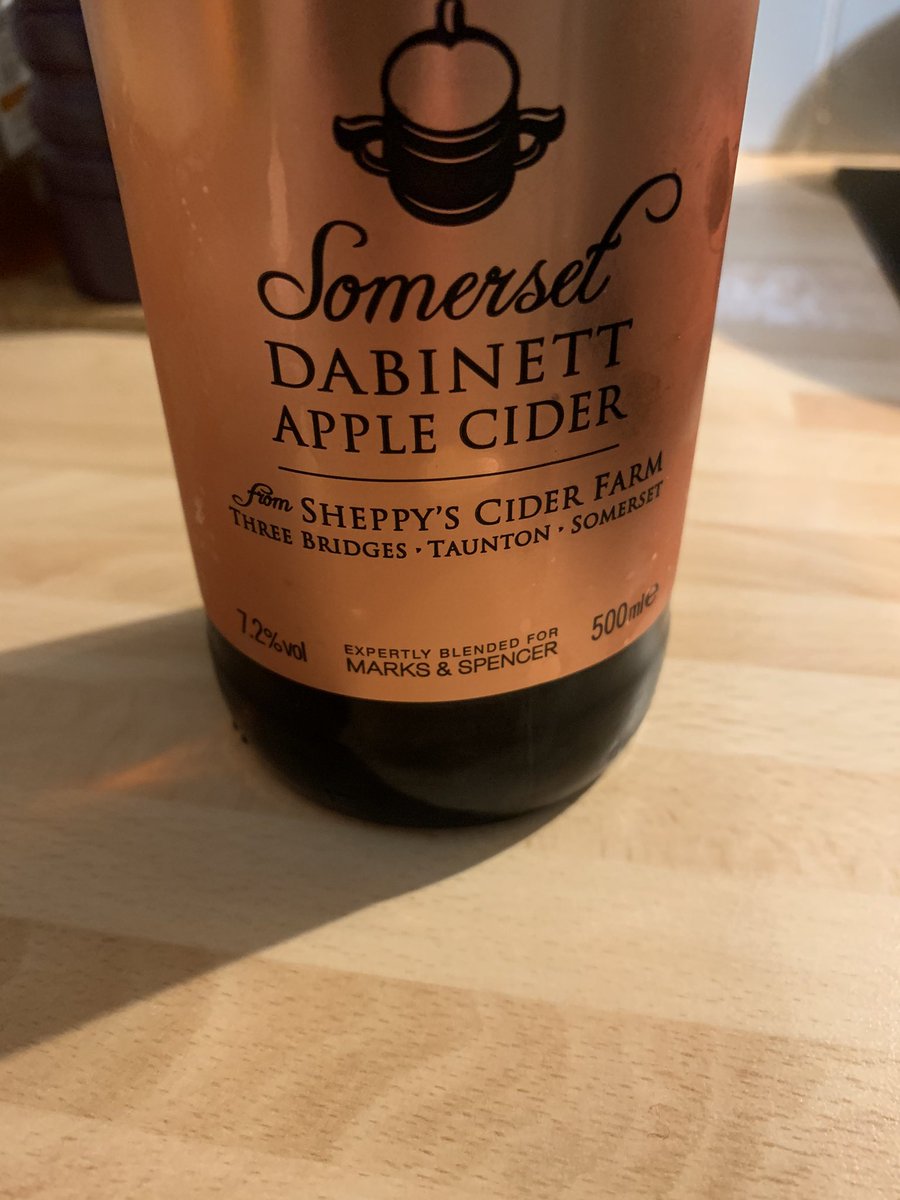 Somerset
DABINETT
APPLE CIDER
from SHEPPY'S CIDER FARM
THREE BRIDGES · TAUNTON · SOMERSET
7.2%vol
EXPERTLY BLENDED FOR
MARKS & SPENCER
500ml℮